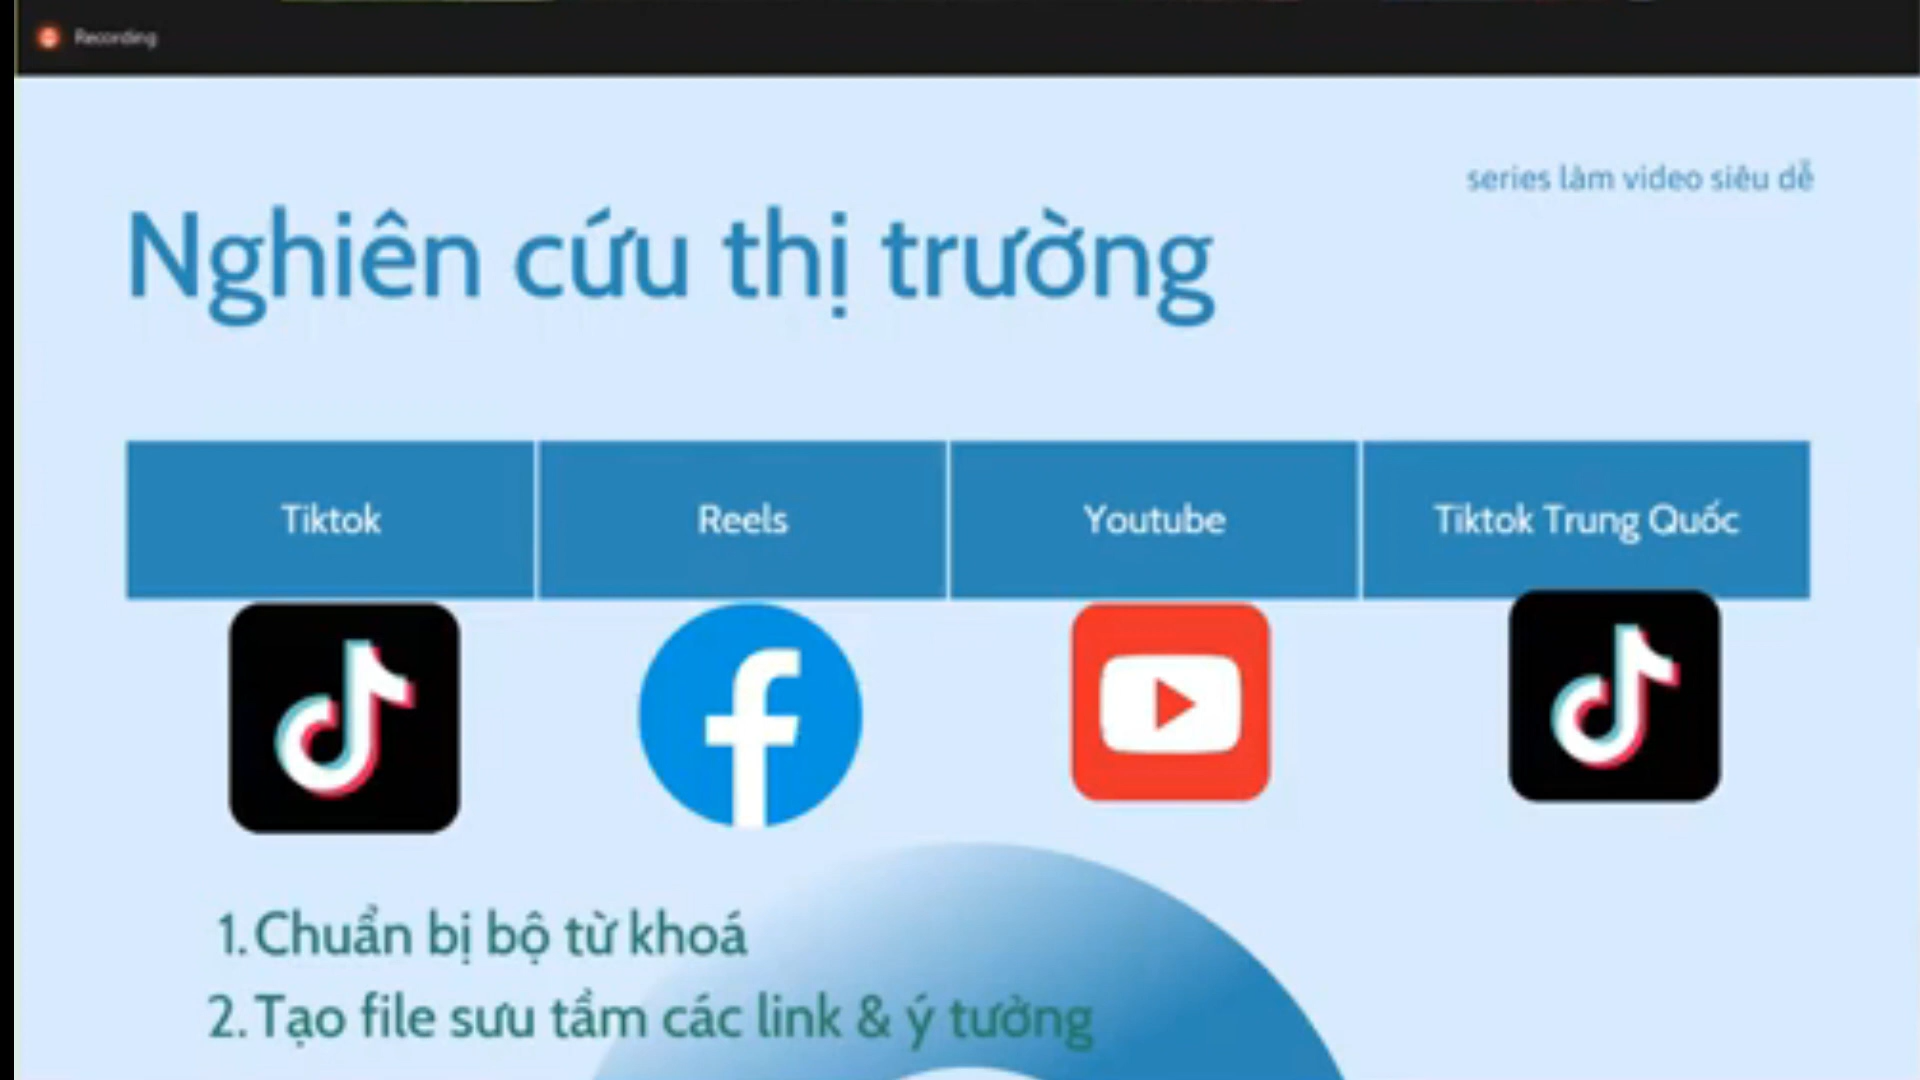 Recording
series làm video siêu dễ
Nghiên cứu thị trường
Tiktok
Reels
Youtube
Tiktok Trung Quốc
1. Chuẩn bị bộ từ khoá
2. Tạo file sưu tầm các link & ý tưởng